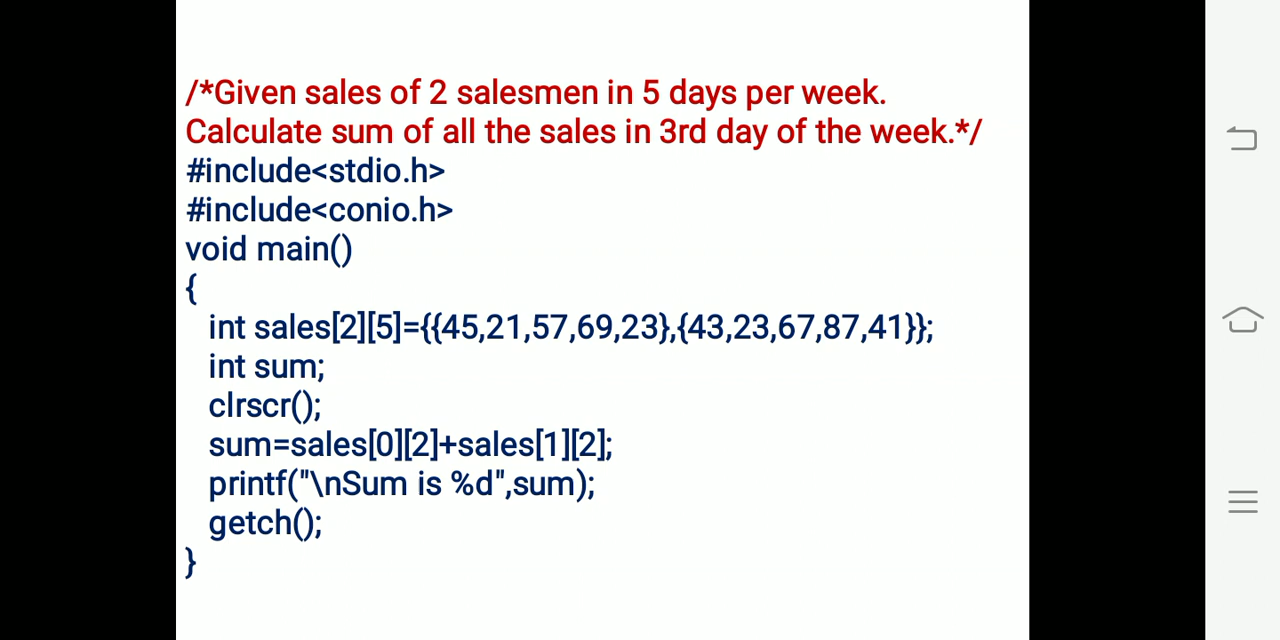 /*Given sales of 2 salesmen in 5 days per week.
Calculate sum of all the sales in 3rd day of the week.*/
#include<stdio.h>
#include<conio.h>
void main()
{
int sales[2][5]={{45,21,57,69,23},{43,23,67,87,41}};
int sum;
clrscr();
sum=sales[0][2]+sales[1][2];
printf("\nSum is %d",sum);
getch();
}